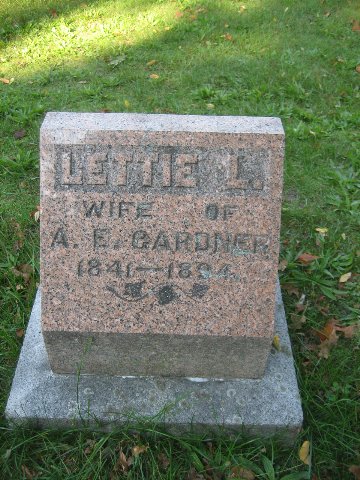 LETTIE L.
WIFE OF
A. E. GARDNER
1841—1894.